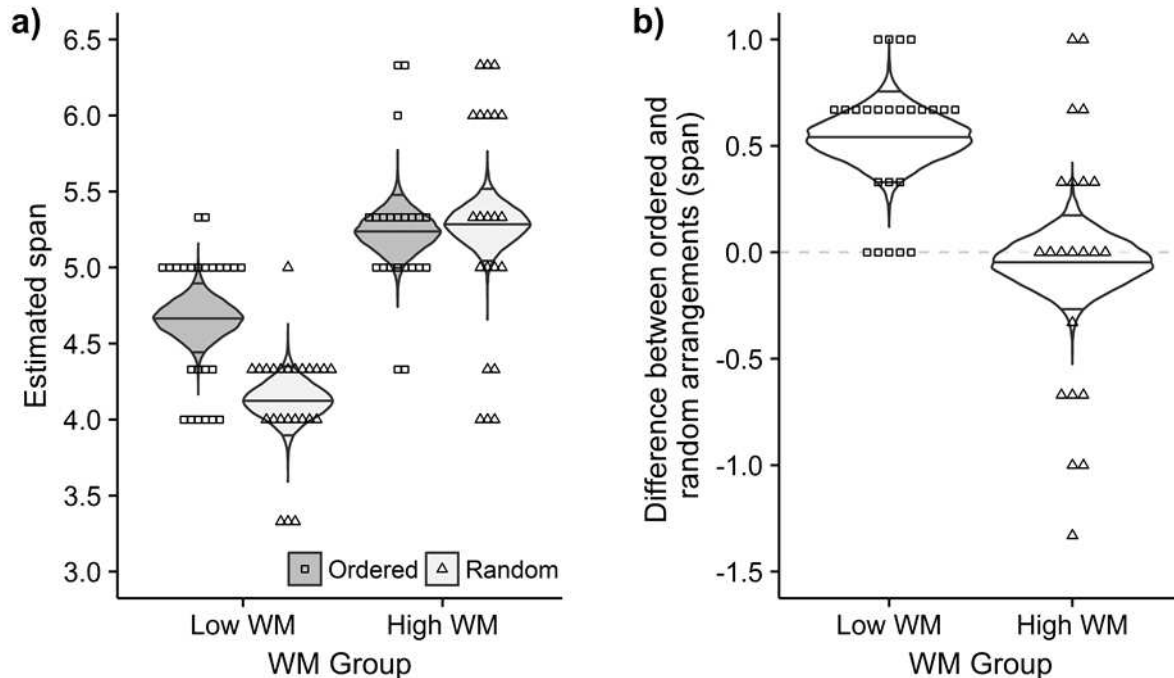 a)
6.5
6.0
5.5
5.0
4.5
4.0
3.5
3.0
Estimated span
Ordered Random
Low WM High WM
WM Group
b)
1.0
0.5
0.0
-0.5
-1.0
-1.5
Difference between ordered and
random arrangements (span)
Low WM High WM
WM Group